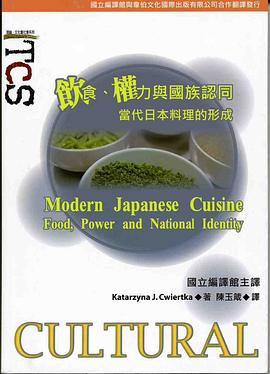 國立編譯館與韋伯文化國際出版有限公司合作翻譯發行
TCS
飲食、權力與國族認同
當代日本料理的形成
Modern Japanese Cuisine
Food, Power and National Identity
國立編譯館主譯
Katarzyna J. Cwiertka◆著 陳玉箴◆譯
CULTURAL